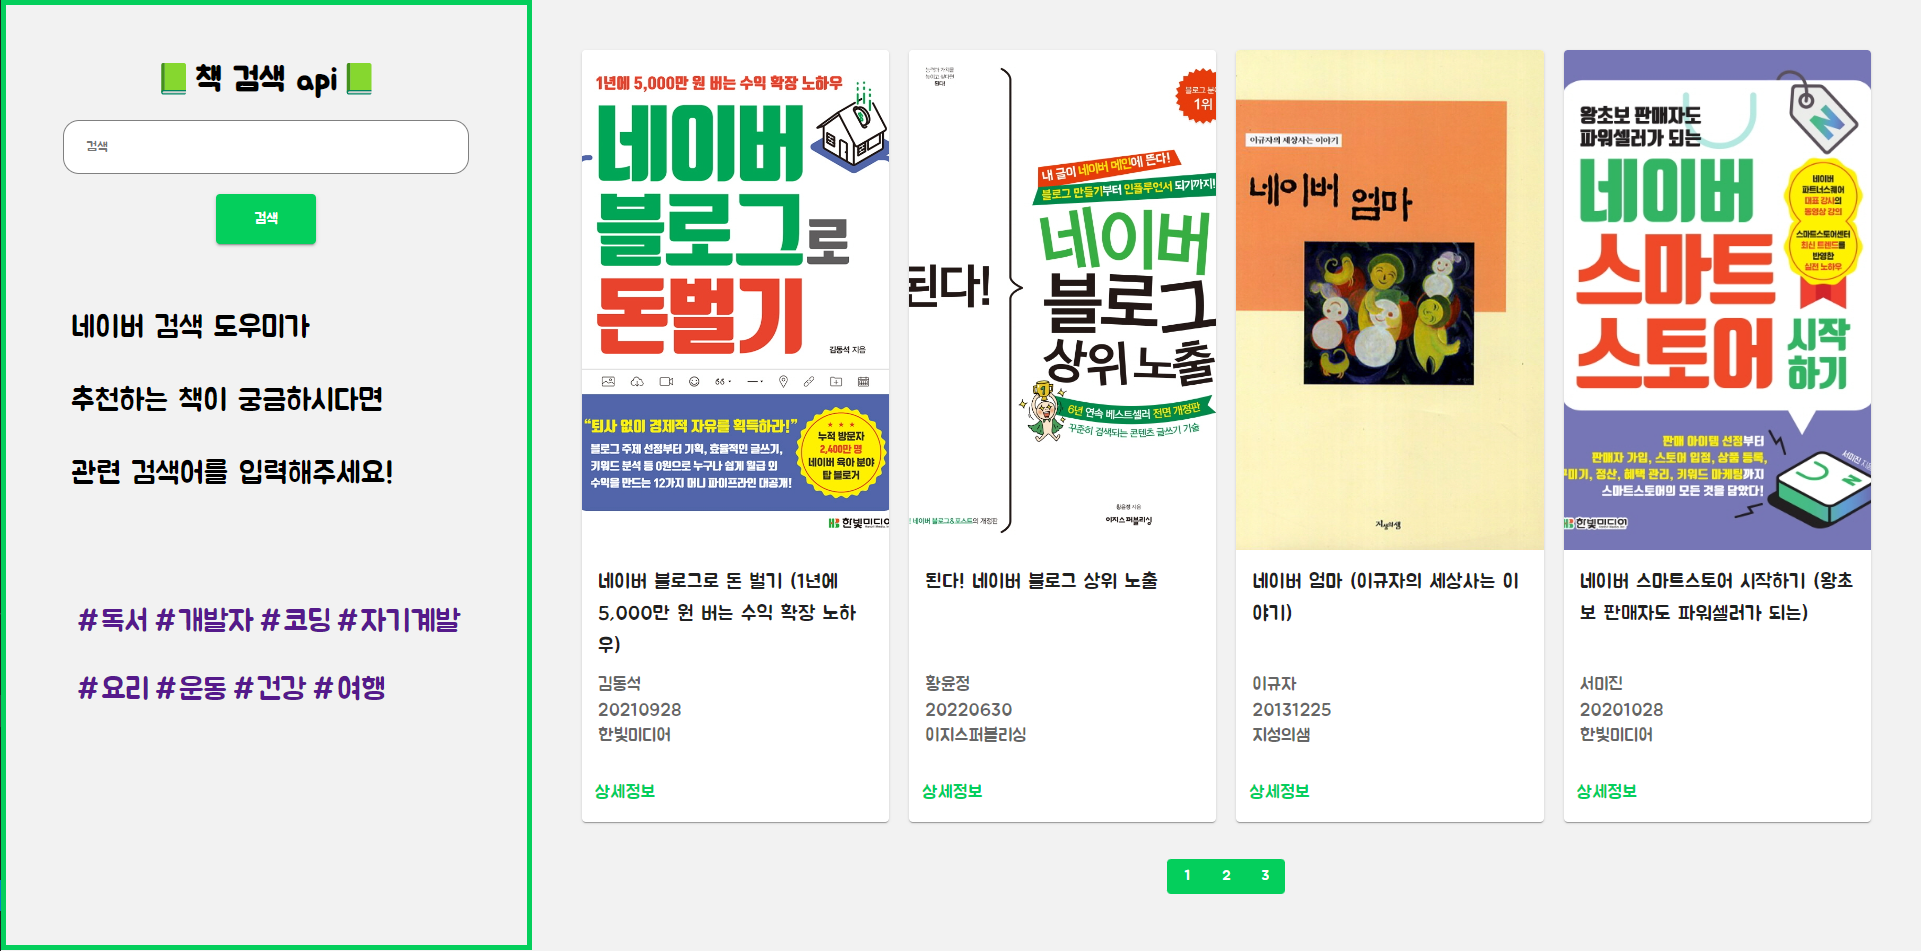 책 검색 api
검색
검색
네이버 검색 도우미가
추천하는 책이 궁금하시다면
관련 검색어를 입력해주세요!
#독서 #개발자 #코딩 #자기계발
#요리 #운동 #건강 #여행
1년에 5,000만 원 버는 수익 확장 노하우
네이버
블로그로
돈벌기
김동석 지음
“퇴사 없이 경제적 자유를 획득하라!”
블로그 주제 선정부터 기획, 효율적인 글쓰기,
키워드 분석 등 0원으로 누구나 쉽게 월급 외
수익을 만드는 12가지 머니 파이프라인 대공개!
누적 방문자
2,400만 명
네이버 육아 분야
탑 블로거
한빛미디어
네이버 블로그로 돈 벌기 (1년에
5,000만 원 버는 수익 확장 노하
우)
김동석
20210928
한빛미디어
상세정보
된다!
블로그 분야
1위
내 글이 네이버 메인에 뜬다!
블로그 만들기부터 인플루언서 되기까지!
네이버
블로그
상위 노출
6년 연속 베스트셀러 전면 개정판
꾸준히 검색되는 콘텐츠 글쓰기 기술
네이버 블로그&포스트의 개정판
황윤정 지음
이지스퍼블리싱
된다! 네이버 블로그 상위 노출
황윤정
20220630
이지스퍼블리싱
상세정보
이규자의 세상사는 이야기
네이버 엄마
지성의샘
네이버 엄마 (이규자의 세상사는 이
야기)
이규자
20131225
지성의샘
상세정보
왕초보 판매자도
파워셀러가 되는
네이버
스마트
스토어
시작
하기
네이버
파트너스퀘어
대표 강사의
동영상 강의
스마트스토어센터
최신 트렌드를
반영한
실전 노하우
판매 아이템 선정부터
판매자 가입, 스토어 입점, 상품 등록,
꾸미기, 정산, 혜택 관리, 키워드 마케팅까지
스마트스토어의 모든 것을 담았다!
서미진 지음
한빛미디어
네이버 스마트스토어 시작하기 (왕초
보 판매자도 파워셀러가 되는)
서미진
20201028
한빛미디어
상세정보
1 2 3